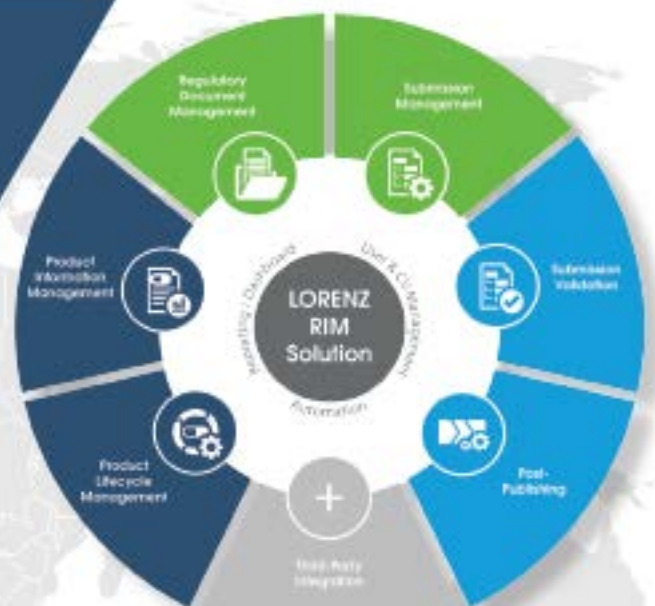 Regulatory
Document
Management
Submission
Management
Product
Information
Management
Submission
Validation
Reporting / Dashboard
User & CU Management
LORENZ
RIM
Solution
Automation
Product
Lifecycle
Management
Post-
Publishing
Third-Party
Integration